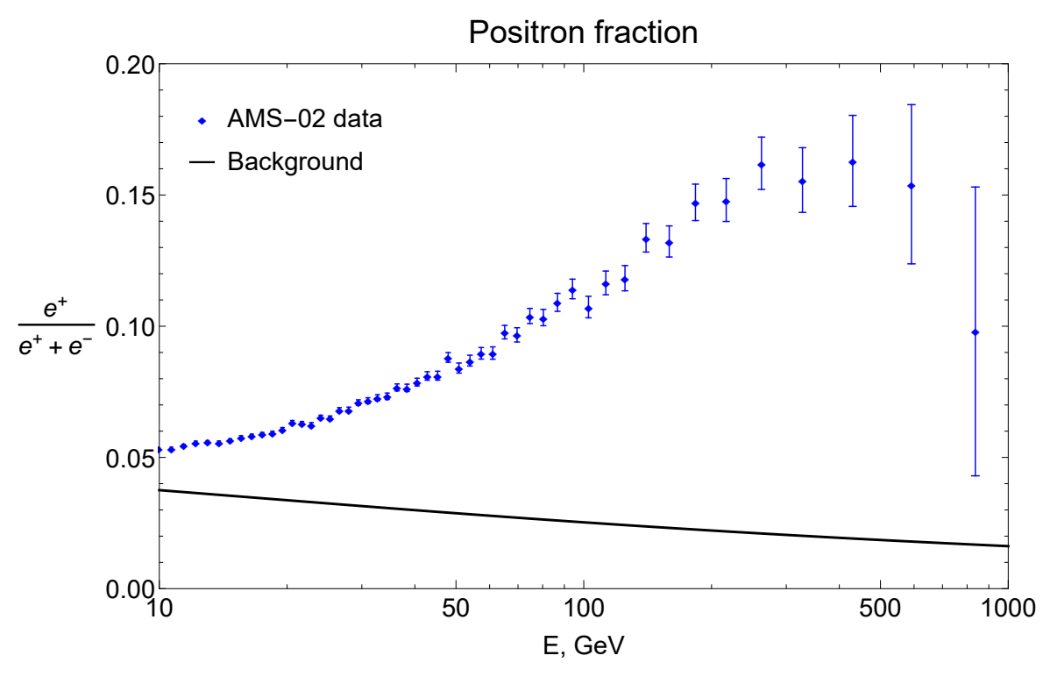 Positron fraction
0.20
AMS−02 data
Background
0.15
e⁺
e⁺ + e⁻
0.10
0.05
0.00
10 50 100 500 1000
E, GeV